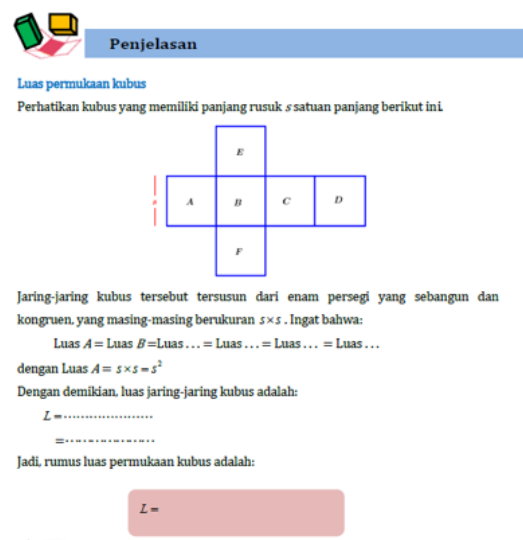 Penjelasan
Luas permukaan kubus
Perhatikan kubus yang memiliki panjang rusuk s satuan panjang berikut ini.
E
s
A B C D
F
Jaring-jaring kubus tersebut tersusun dari enam persegi yang sebangun dan
kongruen, yang masing-masing berukuran s×s . Ingat bahwa:
Luas A = Luas B =Luas... = Luas ... = Luas ... = Luas ...
dengan Luas A = s×s = s²
Dengan demikian, luas jaring-jaring kubus adalah:
L = .....................
=.....................
Jadi, rumus luas permukaan kubus adalah:
L =